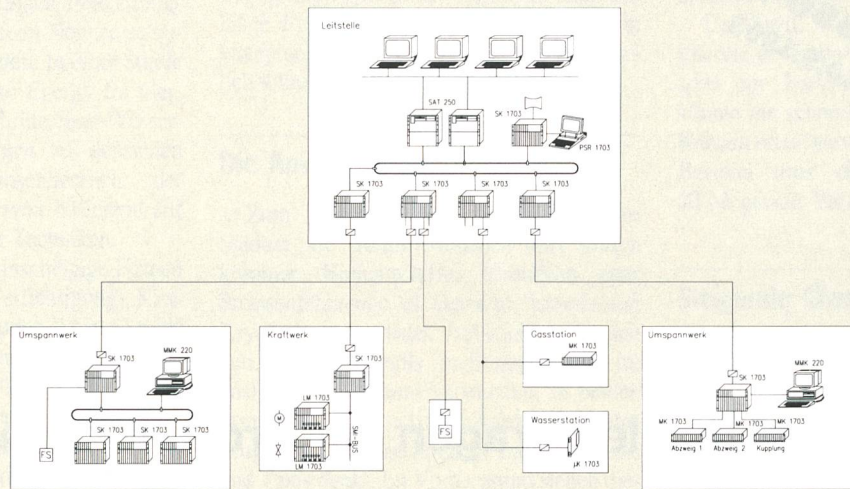 Leitstelle
SAT 250
SK 1703
PSR 1703
SK 1703
SK 1703
SK 1703
SK 1703
Umspannwerk
SK 1703
MMK 220
SK 1703
SK 1703
SK 1703
FS
Kraftwerk
SK 1703
LM 1703
M
SM-BUS
LM 1703
FS
Gasstation
MK 1703
Wasserstation
µK 1703
Umspannwerk
MMK 220
SK 1703
MK 1703
MK 1703
MK 1703
Abzweig 1
Abzweig 2
Kupplung